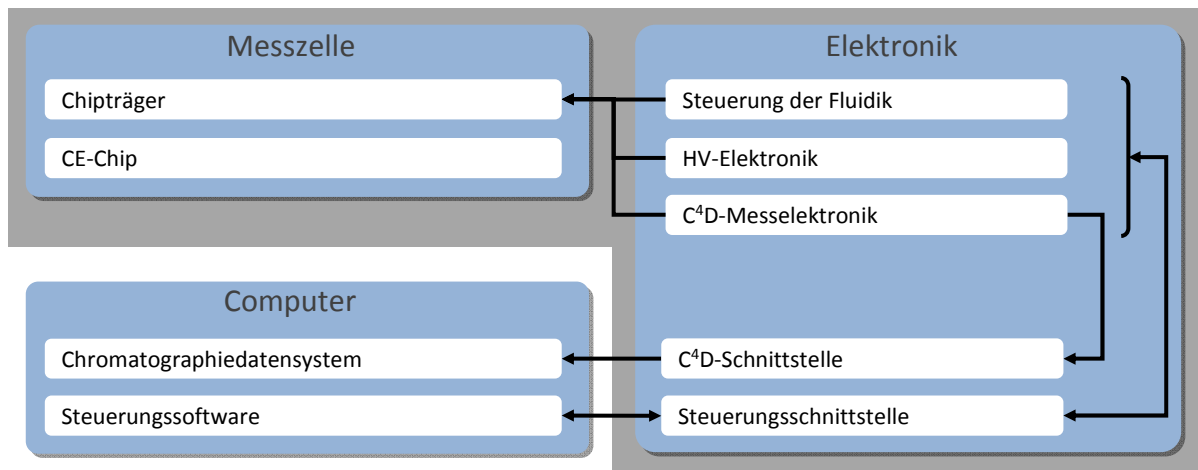 Messzelle
Chipträger
CE-Chip
Elektronik
Steuerung der Fluidik
HV-Elektronik
C⁴D-Messelektronik
C⁴D-Schnittstelle
Steuerungsschnittstelle
Computer
Chromatographiedatensystem
Steuerungssoftware